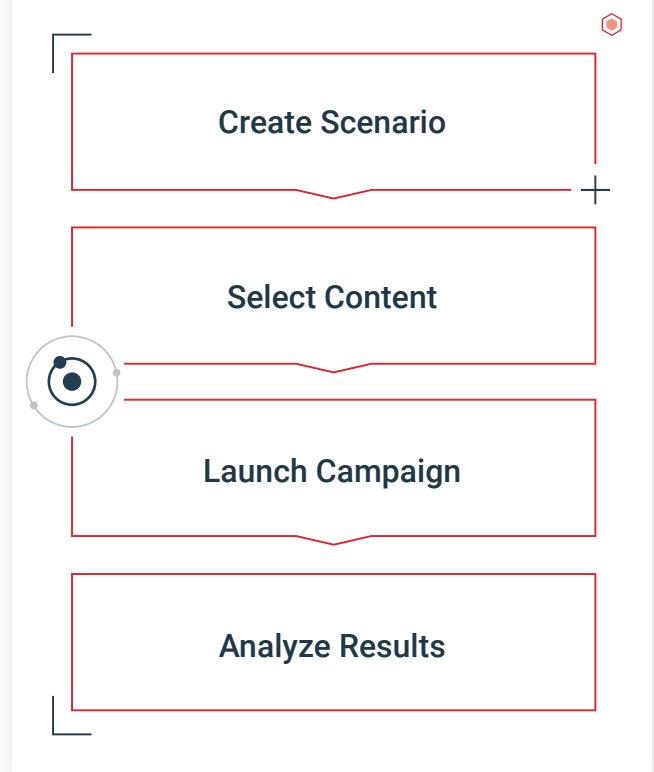 Create Scenario
Select Content
Launch Campaign
Analyze Results